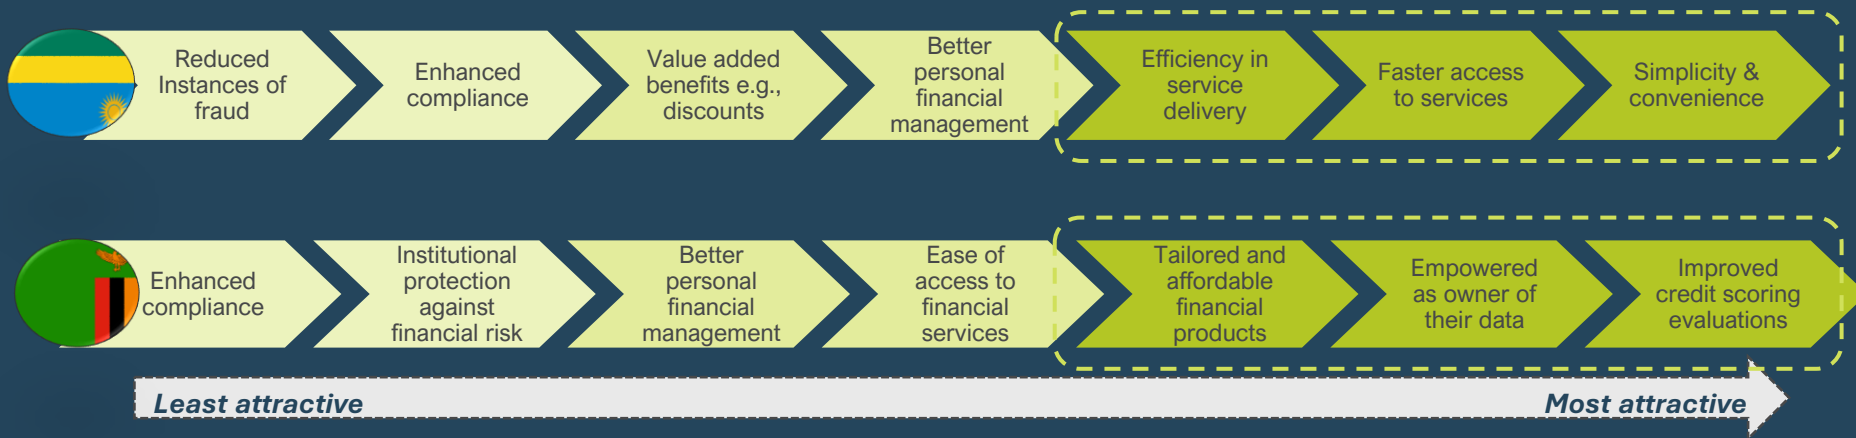 Reduced
Instances of
fraud
Enhanced
compliance
Value added
benefits e.g.,
discounts
Better
personal
financial
management
Efficiency in
service
delivery
Faster access
to services
Simplicity &
convenience
Enhanced
compliance
Institutional
protection
against
financial risk
Better
personal
financial
management
Ease of
access to
financial
services
Tailored and
affordable
financial
products
Empowered
as owner of
their data
Improved
credit scoring
evaluations
Least attractive
Most attractive